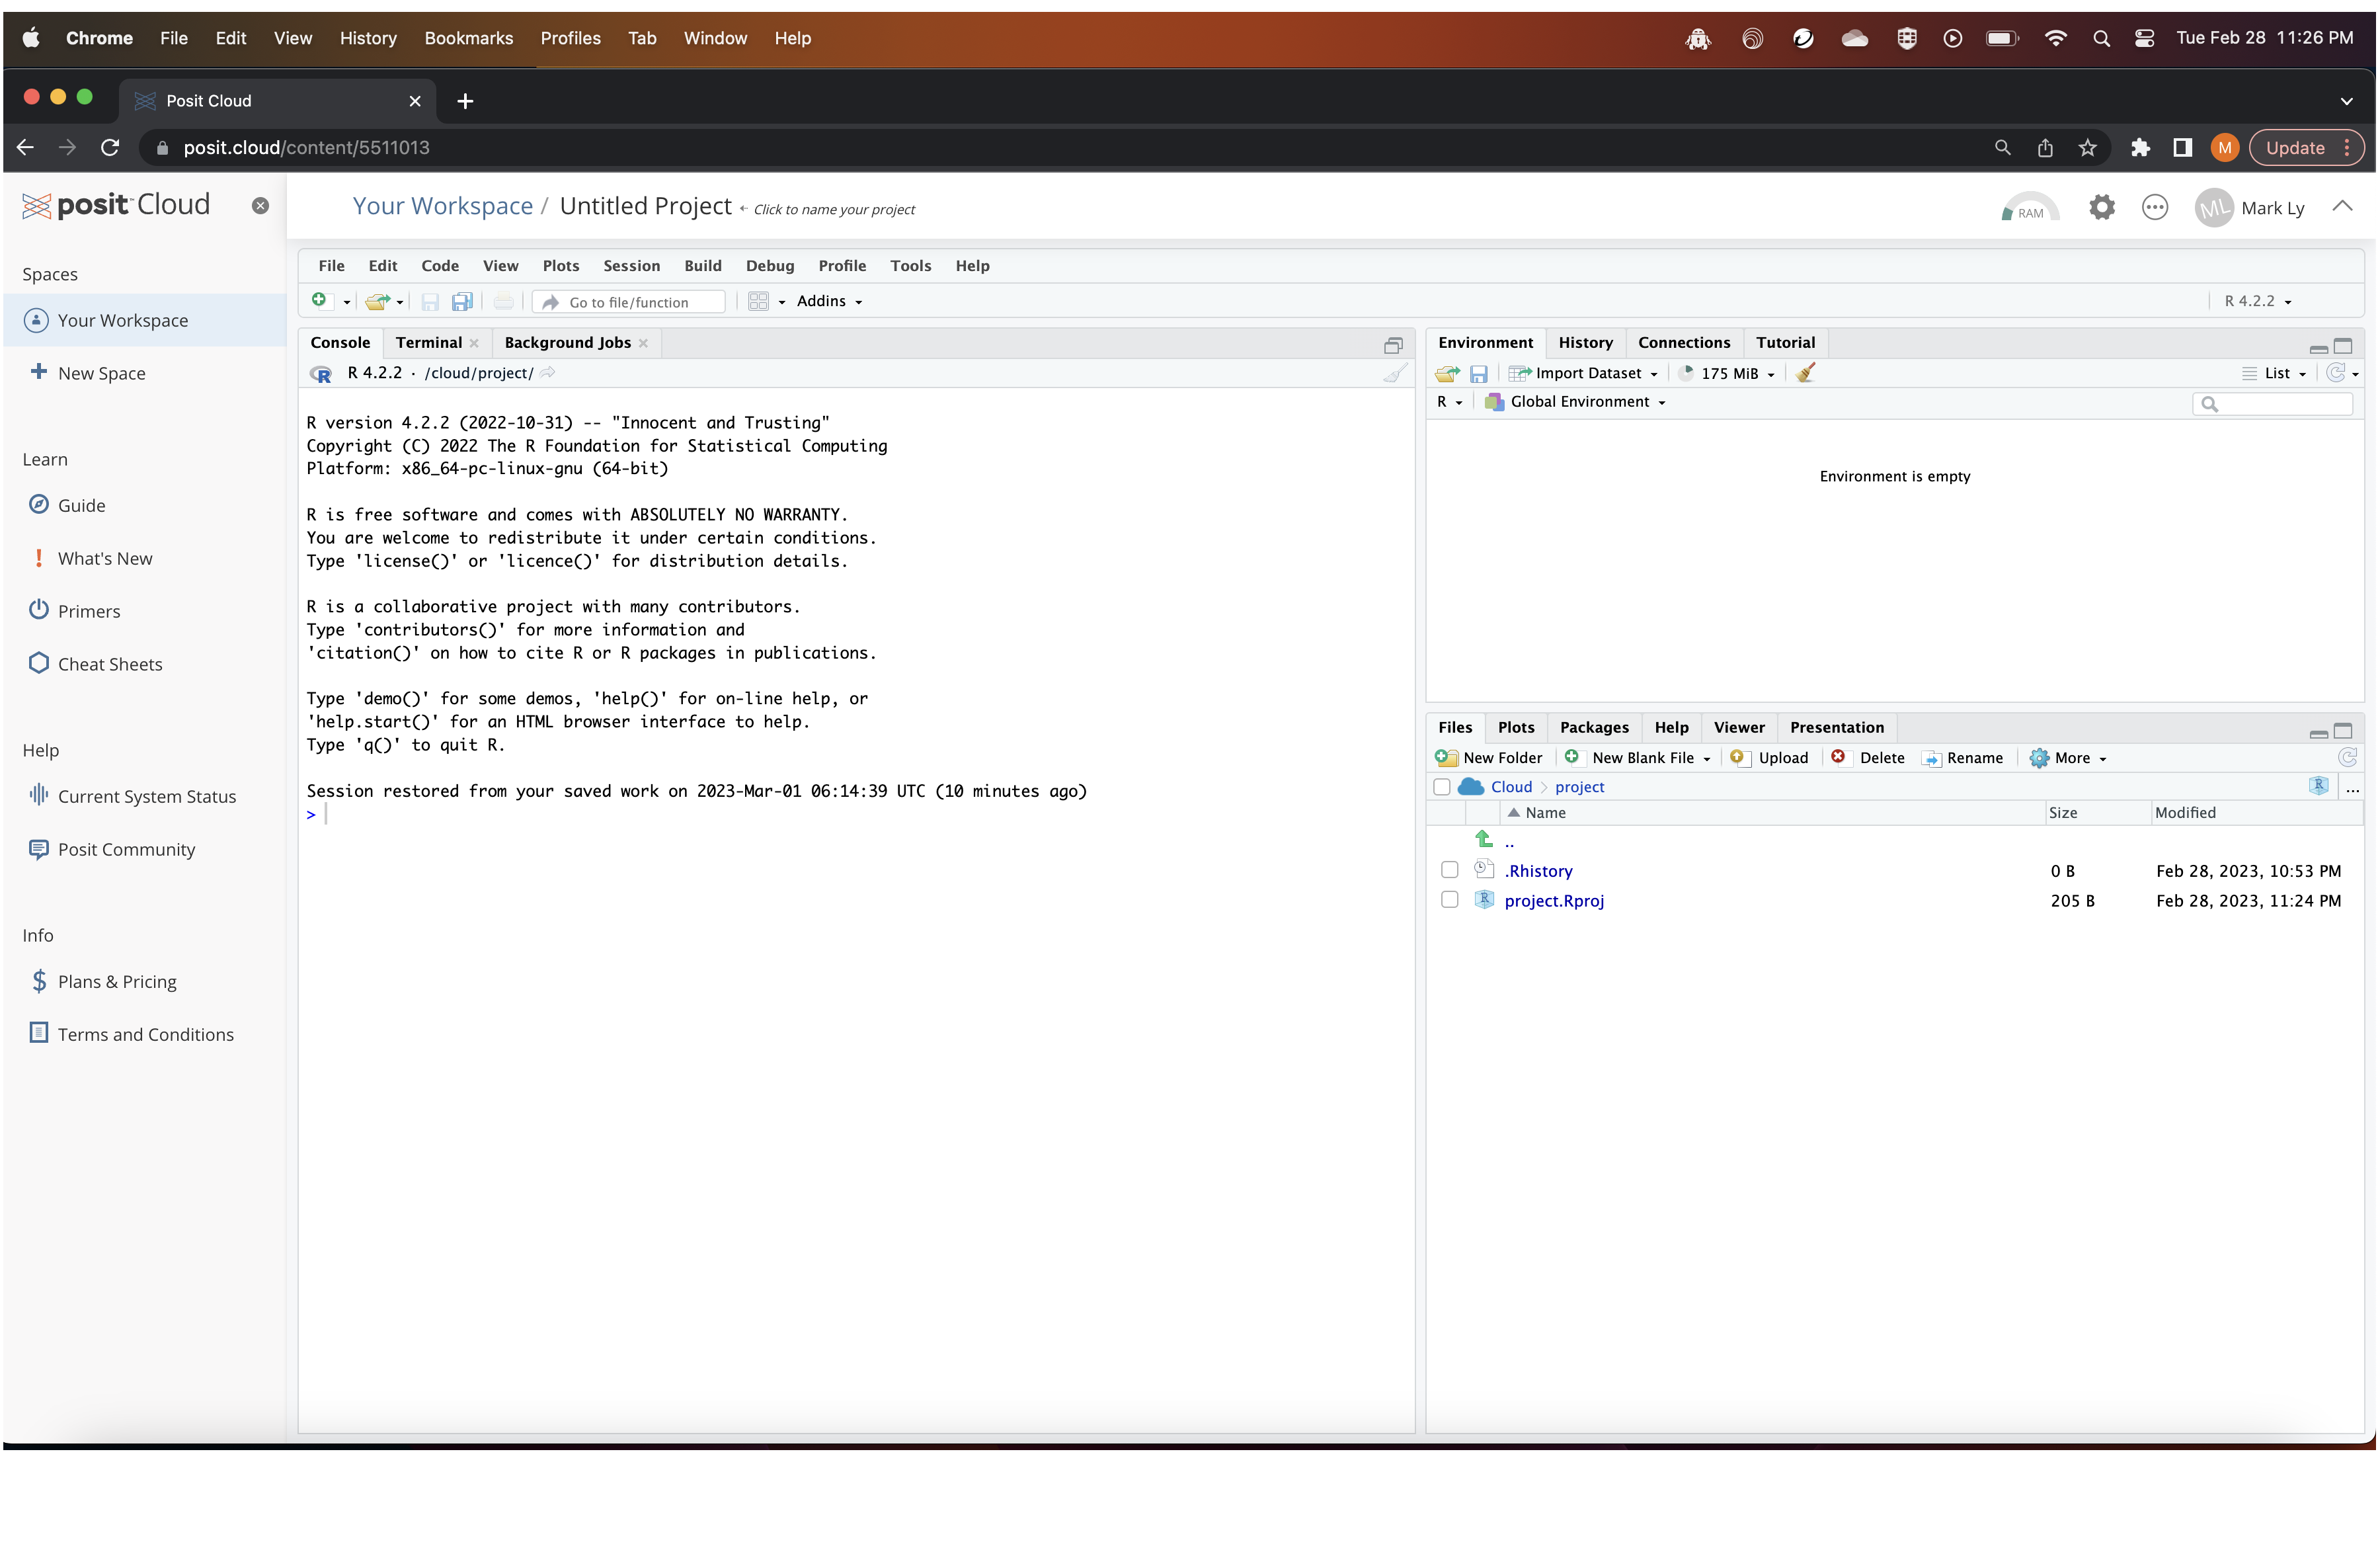 Chrome File Edit View History Bookmarks Profiles Tab Window Help Tue Feb 28 11:26 PM
Posit Cloud
posit.cloud/content/5511013 M Update
posit Cloud Your Workspace / Untitled Project Click to name your project RAM ML Mark Ly
Spaces
Your Workspace
New Space
Learn
Guide
What's New
Primers
Cheat Sheets
Help
Current System Status
Posit Community
Info
Plans & Pricing
Terms and Conditions
File Edit Code View Plots Session Build Debug Profile Tools Help
Go to file/function Addins R 4.2.2
Console Terminal Background Jobs
R 4.2.2 · /cloud/project/
R version 4.2.2 (2022-10-31) -- "Innocent and Trusting"
Copyright (C) 2022 The R Foundation for Statistical Computing
Platform: x86_64-pc-linux-gnu (64-bit)
R is free software and comes with ABSOLUTELY NO WARRANTY.
You are welcome to redistribute it under certain conditions.
Type 'license()' or 'licence()' for distribution details.
R is a collaborative project with many contributors.
Type 'contributors()' for more information and
'citation()' on how to cite R or R packages in publications.
Type 'demo()' for some demos, 'help()' for on-line help, or
'help.start()' for an HTML browser interface to help.
Type 'q()' to quit R.
Session restored from your saved work on 2023-Mar-01 06:14:39 UTC (10 minutes ago)
>
Environment History Connections Tutorial
Import Dataset 175 MiB List
R Global Environment
Environment is empty
Files Plots Packages Help Viewer Presentation
New Folder New Blank File Upload Delete Rename More
Cloud > project ...
Name Size Modified
..
.Rhistory 0 B Feb 28, 2023, 10:53 PM
project.Rproj 205 B Feb 28, 2023, 11:24 PM